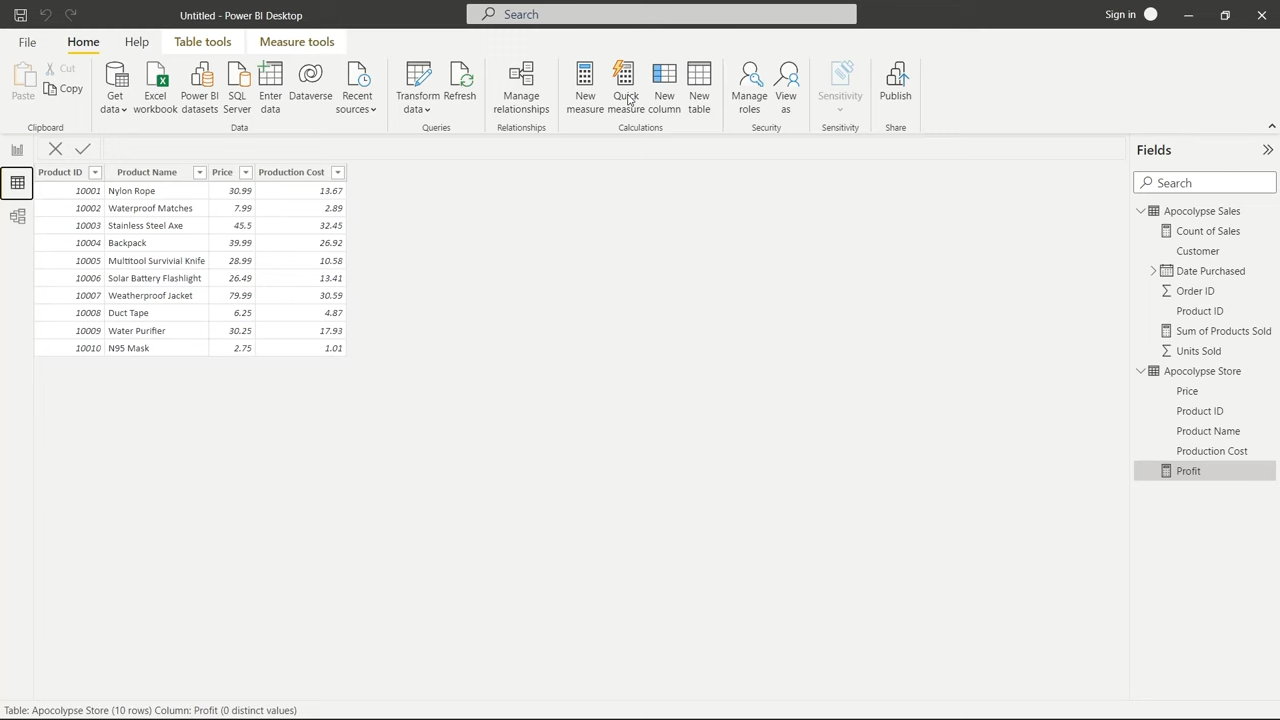 Untitled - Power BI Desktop
Search
Sign in
File
Home
Help
Table tools
Measure tools
Paste
Cut
Copy
Clipboard
Get data
Excel workbook
Power BI datasets
SQL Server
Enter data
Dataverse
Recent sources
Data
Transform data
Refresh
Queries
Manage relationships
Relationships
New measure
Quick measure
New column
New table
Calculations
Manage roles
View as
Security
Sensitivity
Sensitivity
Publish
Share
Product ID Product Name Price Production Cost
10001 Nylon Rope 30.99 13.67
10002 Waterproof Matches 7.99 2.89
10003 Stainless Steel Axe 45.5 32.45
10004 Backpack 39.99 26.92
10005 Multitool Survivial Knife 28.99 10.58
10006 Solar Battery Flashlight 26.49 13.41
10007 Weatherproof Jacket 79.99 30.59
10008 Duct Tape 6.25 4.87
10009 Water Purifier 30.25 17.93
10010 N95 Mask 2.75 1.01
Fields
Search
Apocolypse Sales
Count of Sales
Customer
Date Purchased
Order ID
Product ID
Sum of Products Sold
Units Sold
Apocolypse Store
Price
Product ID
Product Name
Production Cost
Profit
Table: Apocolypse Store (10 rows) Column: Profit (0 distinct values)